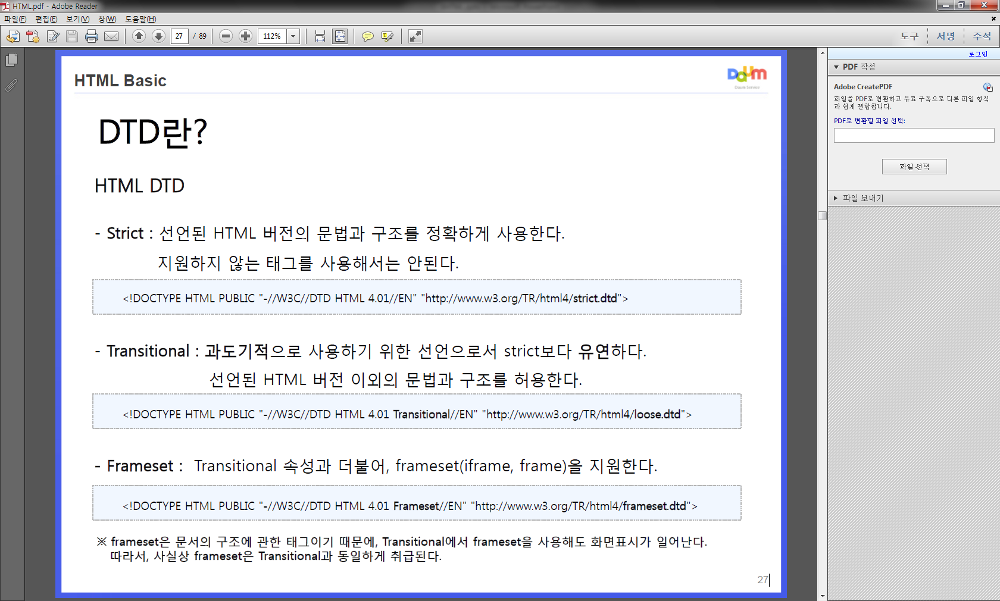 HTML.pdf - Adobe Reader
파일(F) 편집(E) 보기(V) 창(W) 도움말(H)
27 / 89 112% 도구 서명 주석
로그인
PDF 작성
Adobe CreatePDF
파일을 PDF로 변환하고 유료 구독으로 다른 파일 형식
과 쉽게 결합합니다.
PDF로 변환할 파일 선택:
파일 선택
파일 보내기
HTML Basic
Daum
DTD란?
HTML DTD
- Strict : 선언된 HTML 버전의 문법과 구조를 정확하게 사용한다.
지원하지 않는 태그를 사용해서는 안된다.
<!DOCTYPE HTML PUBLIC "-//W3C//DTD HTML 4.01//EN" "http://www.w3.org/TR/html4/strict.dtd">
- Transitional : 과도기적으로 사용하기 위한 선언으로서 strict보다 유연하다.
선언된 HTML 버전 이외의 문법과 구조를 허용한다.
<!DOCTYPE HTML PUBLIC "-//W3C//DTD HTML 4.01 Transitional//EN" "http://www.w3.org/TR/html4/loose.dtd">
- Frameset : Transitional 속성과 더불어, frameset(iframe, frame)을 지원한다.
<!DOCTYPE HTML PUBLIC "-//W3C//DTD HTML 4.01 Frameset//EN" "http://www.w3.org/TR/html4/frameset.dtd">
※ frameset은 문서의 구조에 관한 태그이기 때문에, Transitional에서 frameset을 사용해도 화면표시가 일어난다.
따라서, 사실상 frameset은 Transitional과 동일하게 취급된다.
27